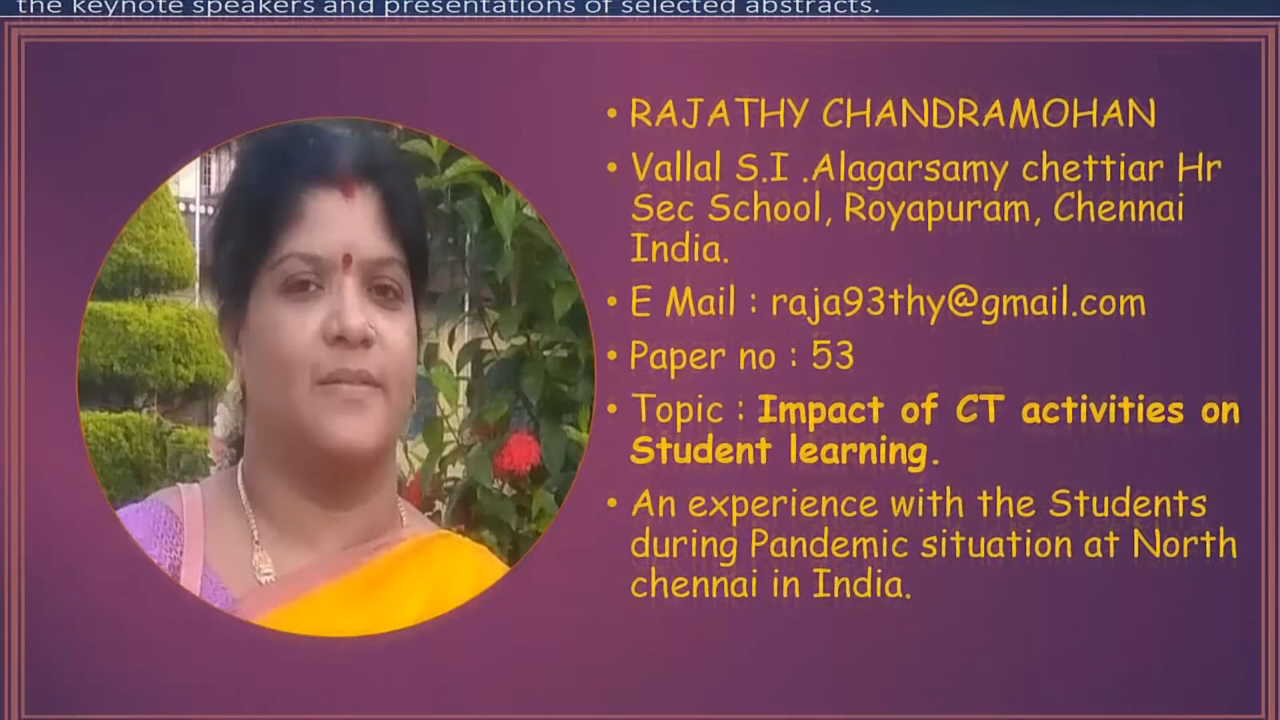 the keynote speakers and presentations of selected abstracts.
• RAJATHY CHANDRAMOHAN
• Vallal S.I .Alagarsamy chettiar Hr
Sec School, Royapuram, Chennai
India.
• E Mail : raja93thy@gmail.com
• Paper no : 53
• Topic : Impact of CT activities on
Student learning.
• An experience with the Students
during Pandemic situation at North
chennai in India.